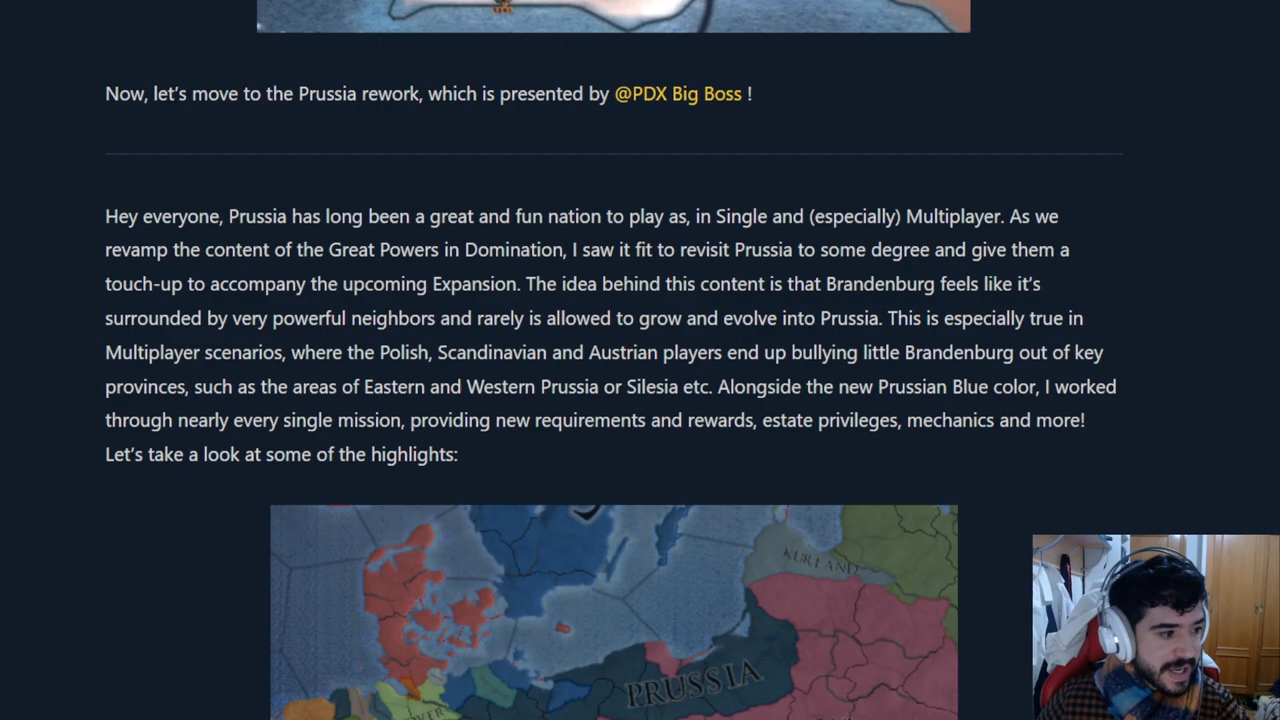 Now, let's move to the Prussia rework, which is presented by @PDX Big Boss !
Hey everyone, Prussia has long been a great and fun nation to play as, in Single and (especially) Multiplayer. As we
revamp the content of the Great Powers in Domination, I saw it fit to revisit Prussia to some degree and give them a
touch-up to accompany the upcoming Expansion. The idea behind this content is that Brandenburg feels like it's
surrounded by very powerful neighbors and rarely is allowed to grow and evolve into Prussia. This is especially true in
Multiplayer scenarios, where the Polish, Scandinavian and Austrian players end up bullying little Brandenburg out of key
provinces, such as the areas of Eastern and Western Prussia or Silesia etc. Alongside the new Prussian Blue color, I worked
through nearly every single mission, providing new requirements and rewards, estate privileges, mechanics and more!
Let's take a look at some of the highlights:
KURLAND
PRUSSIA